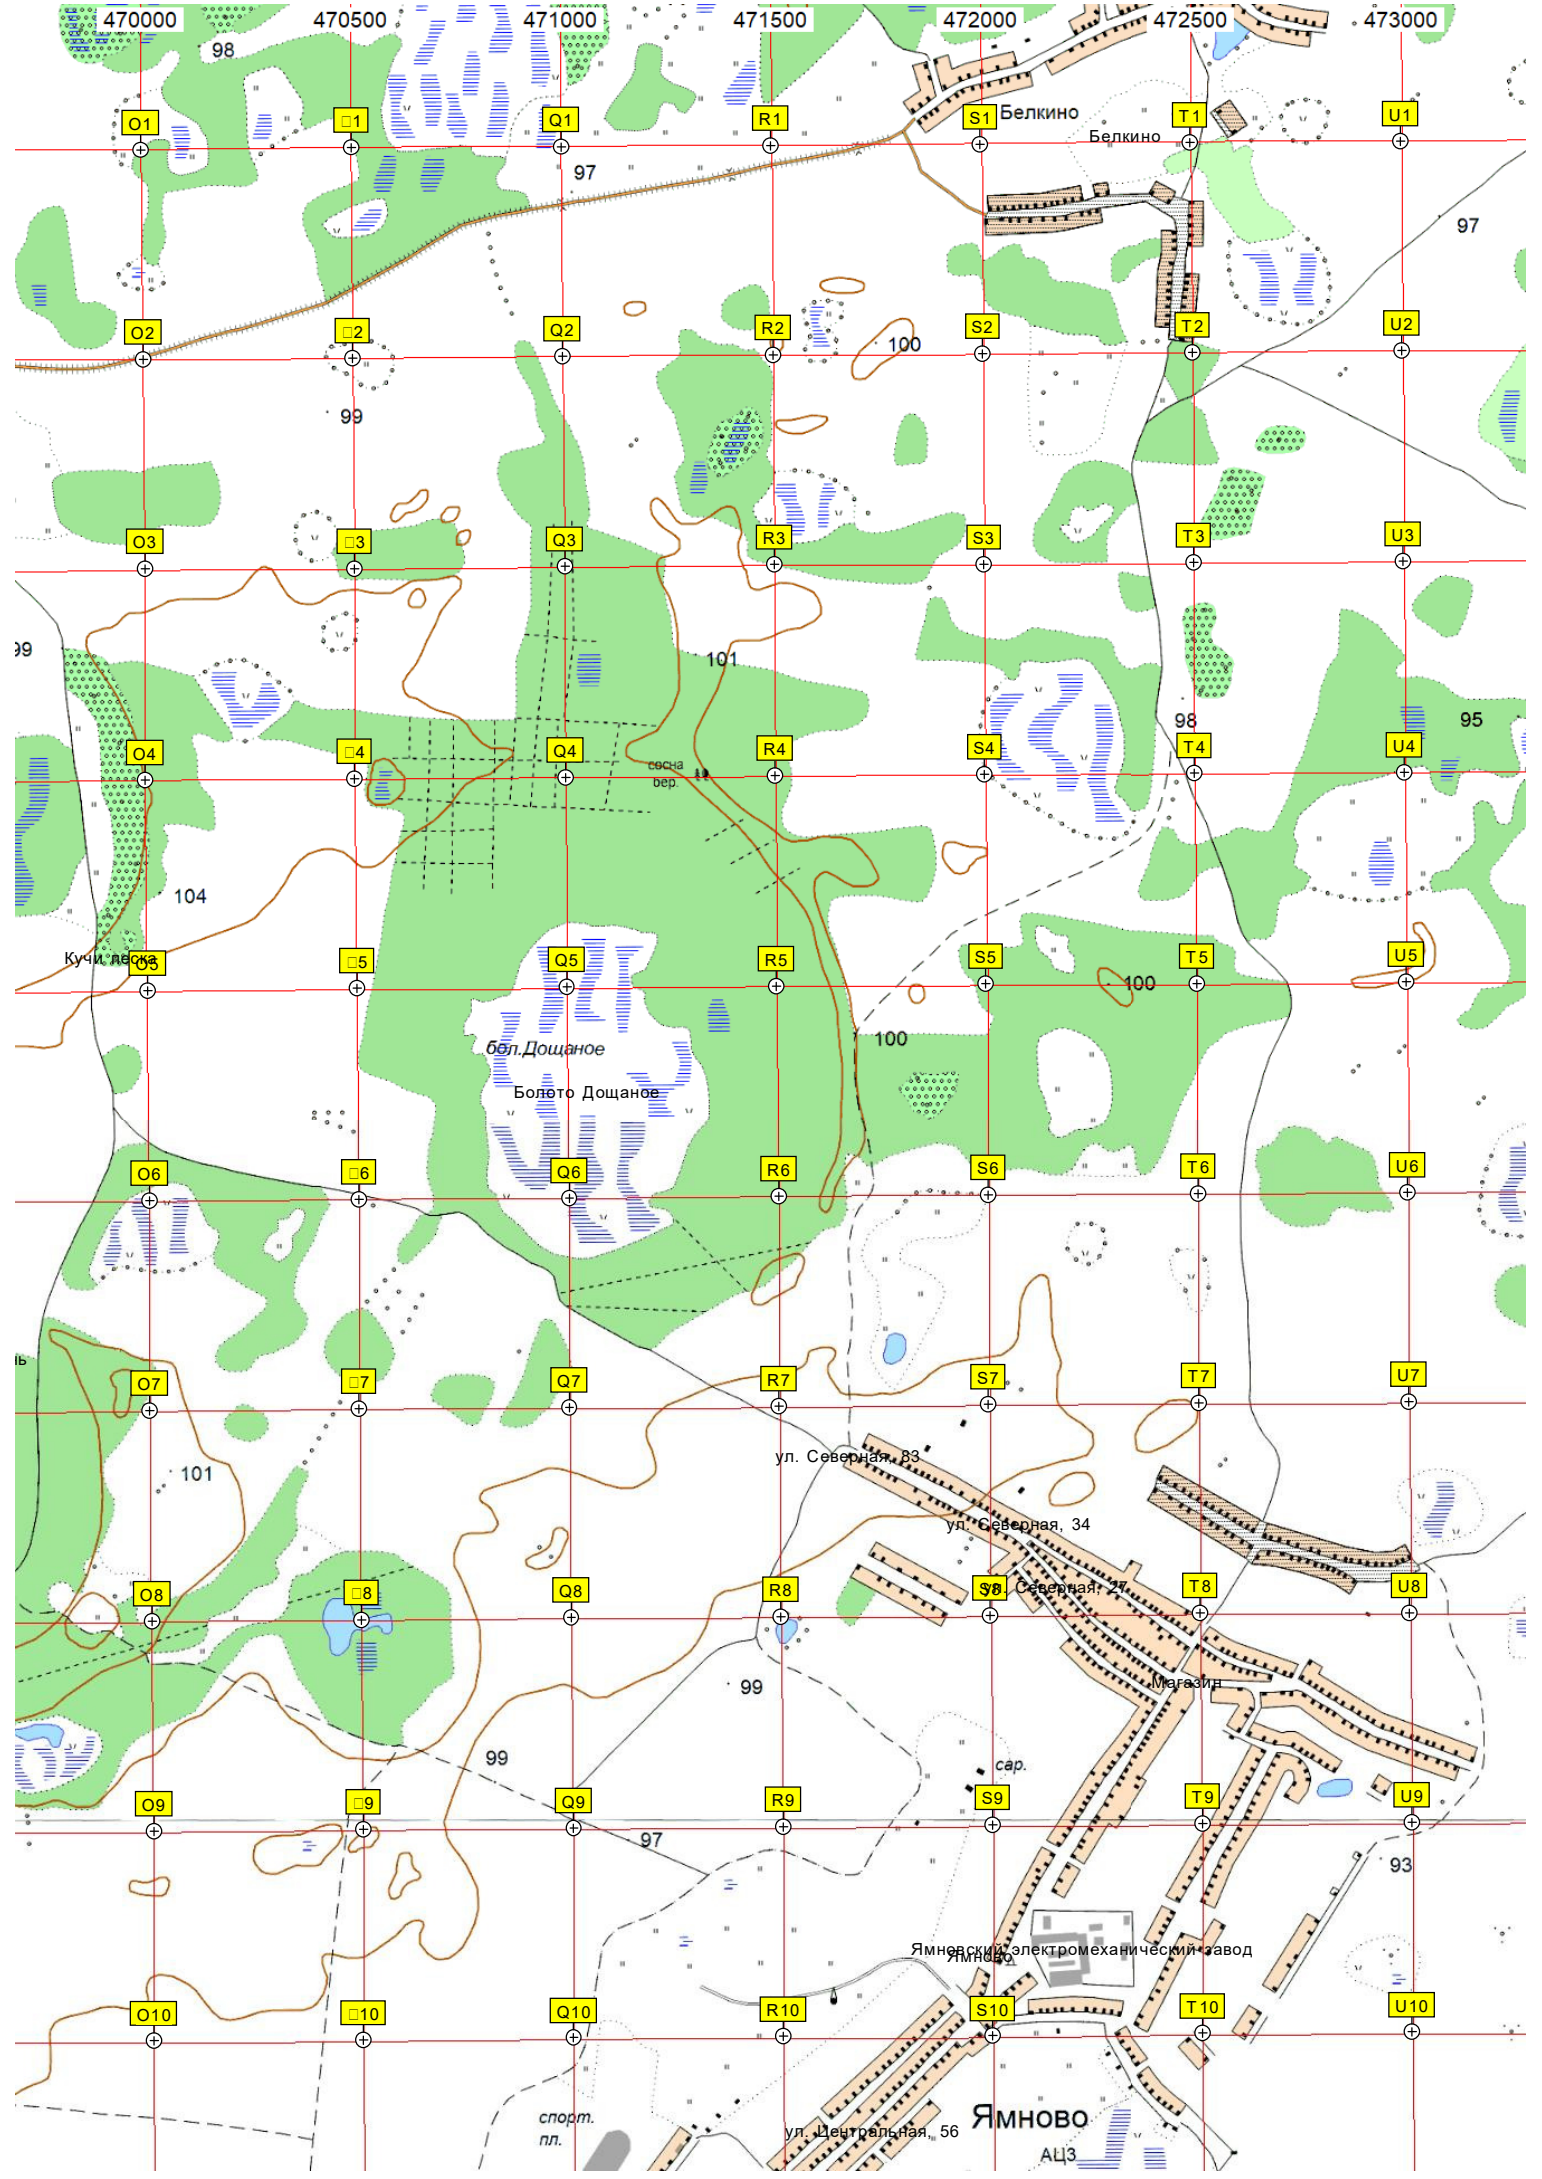 470000 470500 471000 471500 472000 472500 473000
98
O1 □1 Q1 R1 S1 Белкино T1 U1
Белкино
97
97
O2 □2 Q2 R2 S2 T2 U2
100
99
O3 □3 Q3 R3 S3 T3 U3
99
101
98
95
O4 □4 Q4 R4 S4 T4 U4
сосна
бер.
104
Кучи песка
O5 □5 Q5 R5 S5 T5 U5
100
100
бол.Дощаное
Болото Дощаное
O6 □6 Q6 R6 S6 T6 U6
нь
O7 □7 Q7 R7 S7 T7 U7
ул. Северная, 83
101
ул. Северная, 34
ул. Северная, 27
O8 □8 Q8 R8 S8 T8 U8
99
Магазин
99
сар.
O9 □9 Q9 R9 S9 T9 U9
97
93
Ямновский электромеханический завод
Ямново
O10 □10 Q10 R10 S10 T10 U10
спорт.
пл.
Ямново
ул. Центральная, 56
АЦЗ